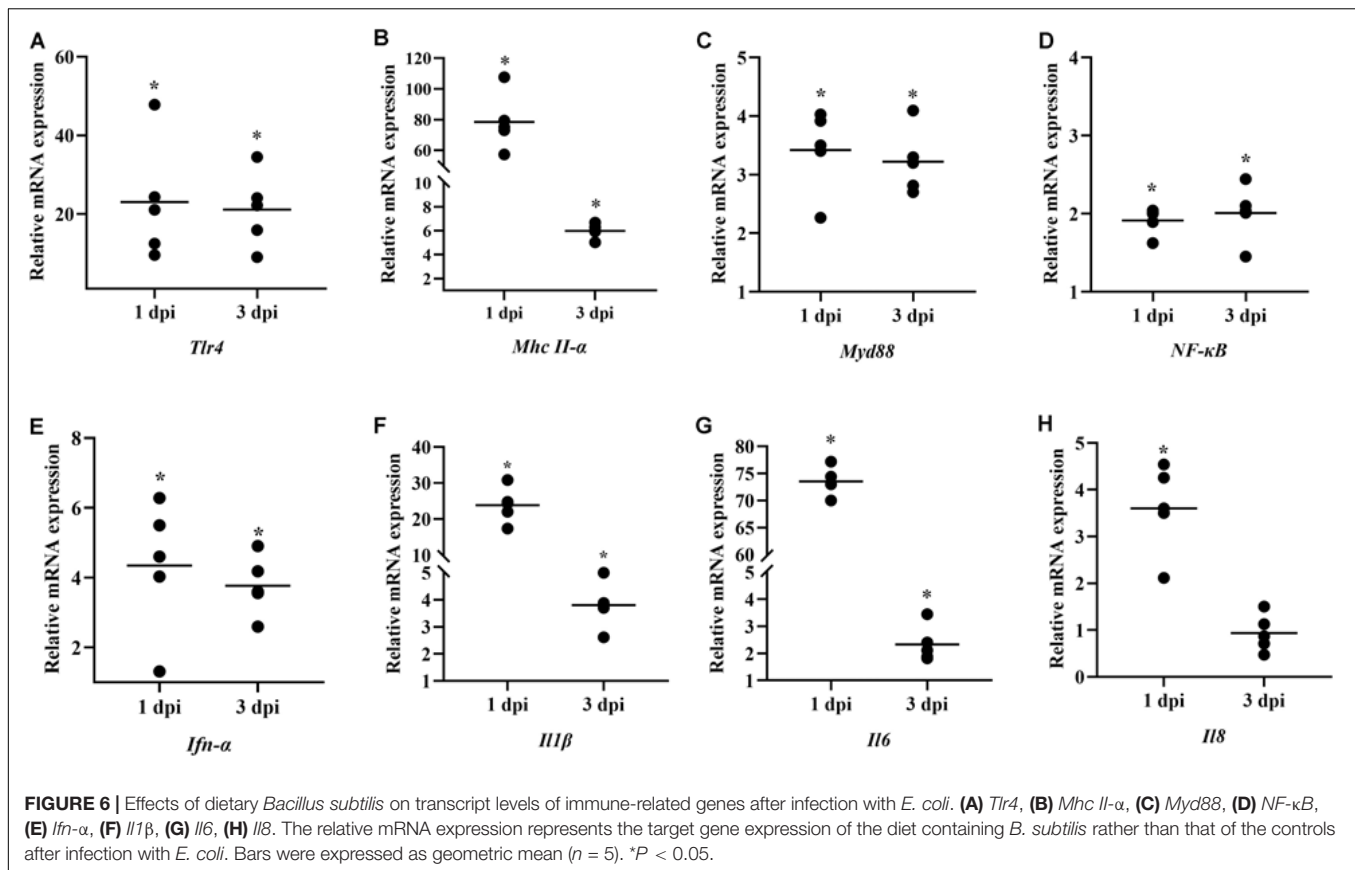 A
60
40
20
Relative mRNA expression
*
*
1 dpi 3 dpi
Tlr4
B
120
100
80
60
10
8
6
4
2
Relative mRNA expression
*
*
1 dpi 3 dpi
Mhc II-α
C
5
4
3
2
1
Relative mRNA expression
*
*
1 dpi 3 dpi
Myd88
D
4
3
2
1
Relative mRNA expression
*
*
1 dpi 3 dpi
NF-κB
E
8
6
4
2
Relative mRNA expression
*
*
1 dpi 3 dpi
Ifn-α
F
40
30
20
10
5
4
3
2
1
Relative mRNA expression
*
*
1 dpi 3 dpi
Il1β
G
80
75
70
65
60
5
4
3
2
1
Relative mRNA expression
*
*
1 dpi 3 dpi
Il6
H
5
4
3
2
1
0
Relative mRNA expression
*
1 dpi 3 dpi
Il8
FIGURE 6 | Effects of dietary Bacillus subtilis on transcript levels of immune-related genes after infection with E. coli. (A) Tlr4, (B) Mhc II-α, (C) Myd88, (D) NF-κB,
(E) Ifn-α, (F) Il1β, (G) Il6, (H) Il8. The relative mRNA expression represents the target gene expression of the diet containing B. subtilis rather than that of the controls
after infection with E. coli. Bars were expressed as geometric mean (n = 5). *P < 0.05.